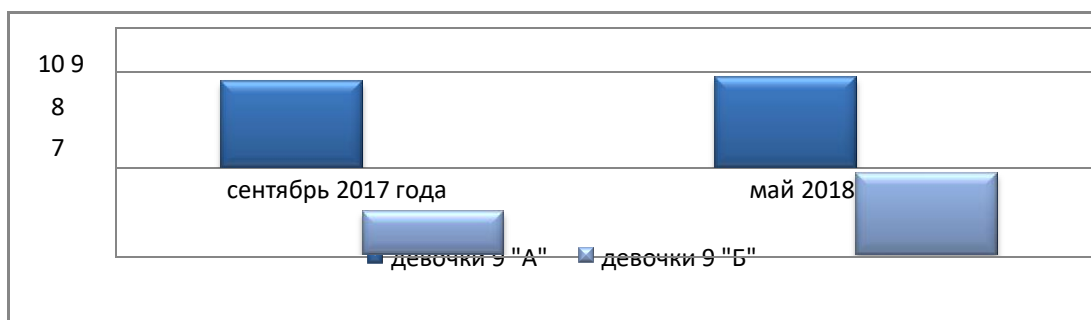 10 9
8
7
сентябрь 2017 года
май 2018
девочки 9 "А"
девочки 9 "Б"